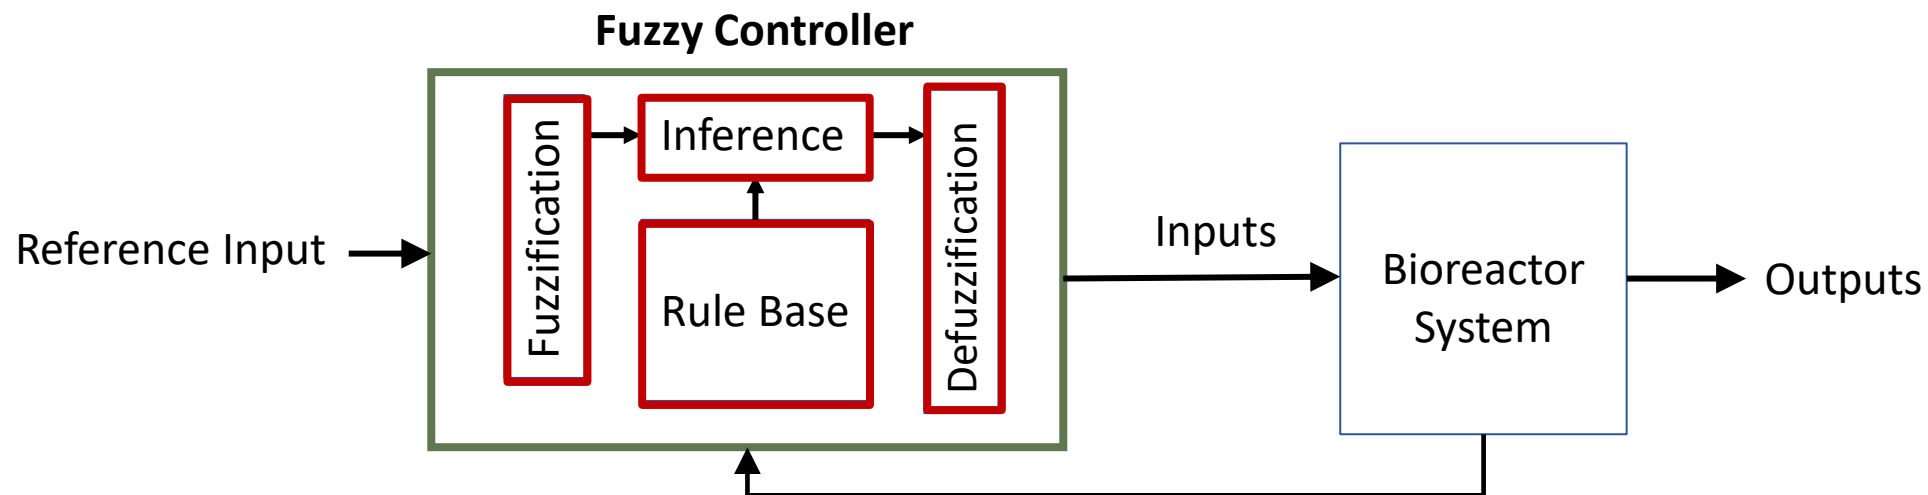 Fuzzy Controller
Reference Input
Fuzzification
Inference
Rule Base
Defuzzification
Inputs
Bioreactor
System
Outputs